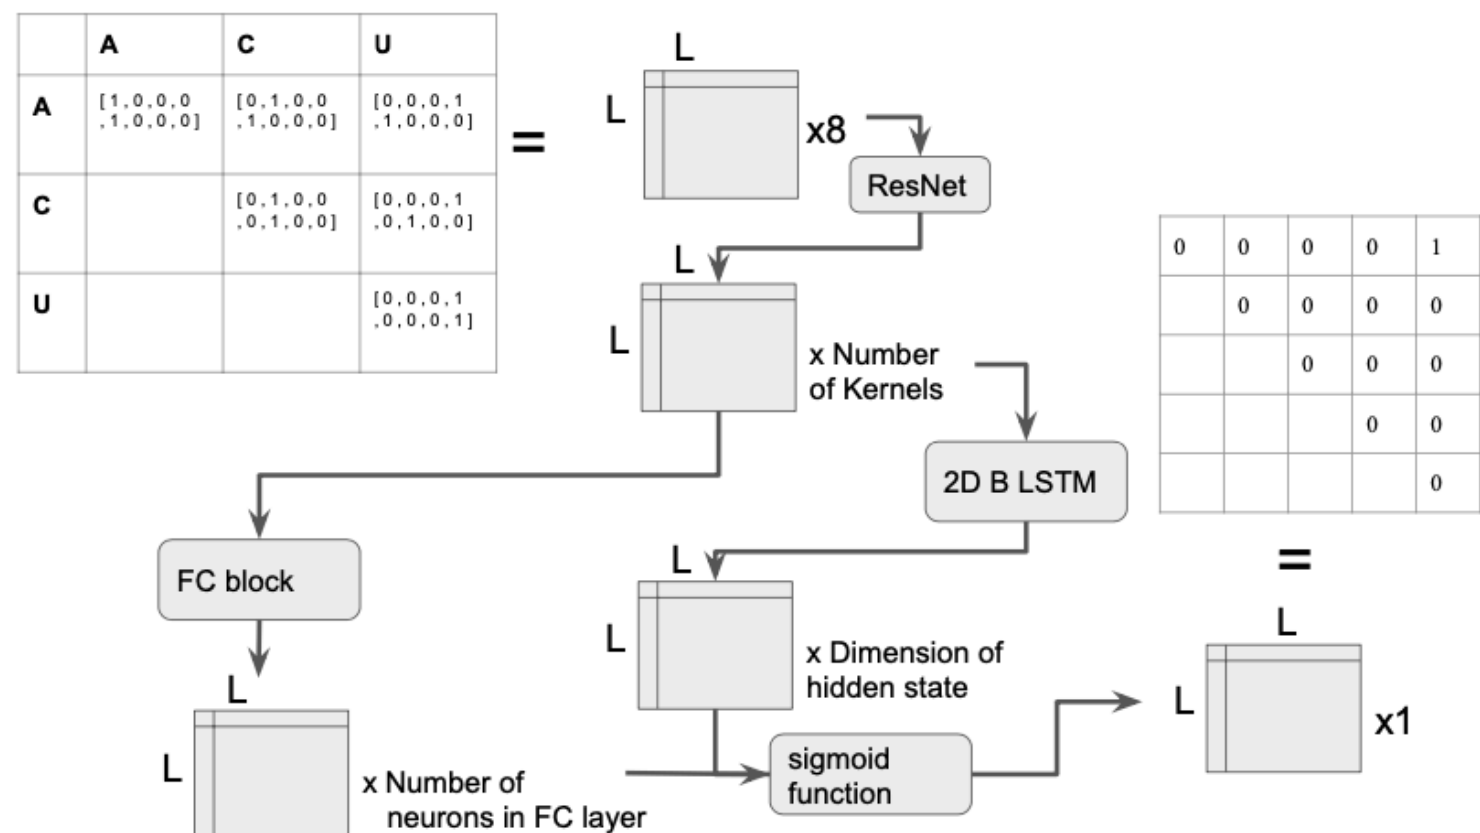 A C U
A [1,0,0,0 [0,1,0,0 [0,0,0,1
,1,0,0,0] ,1,0,0,0] ,1,0,0,0]
C [0,1,0,0 [0,0,0,1
,0,1,0,0] ,0,1,0,0]
U [0,0,0,1
,0,0,0,1]
=
L
L
x8
ResNet
L
L
x Number
of Kernels
2D B LSTM
0 0 0 0 1
0 0 0 0
0 0 0
0 0
0
=
FC block
L
L
x Number of
neurons in FC layer
L
L
x Dimension of
hidden state
sigmoid
function
L
L
x1